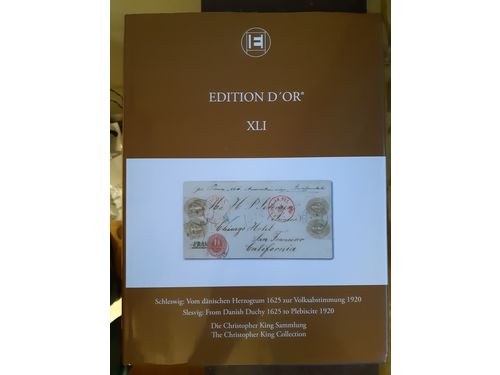 E
EDITION D´OR®
XLI
California
Schleswig: Vom dänischen Herzogtum 1625 zur Volksabstimmung 1920
Slesvig: From Danish Duchy 1625 to Plebiscite 1920
Die Christopher King Sammlung
The Christopher King Collection